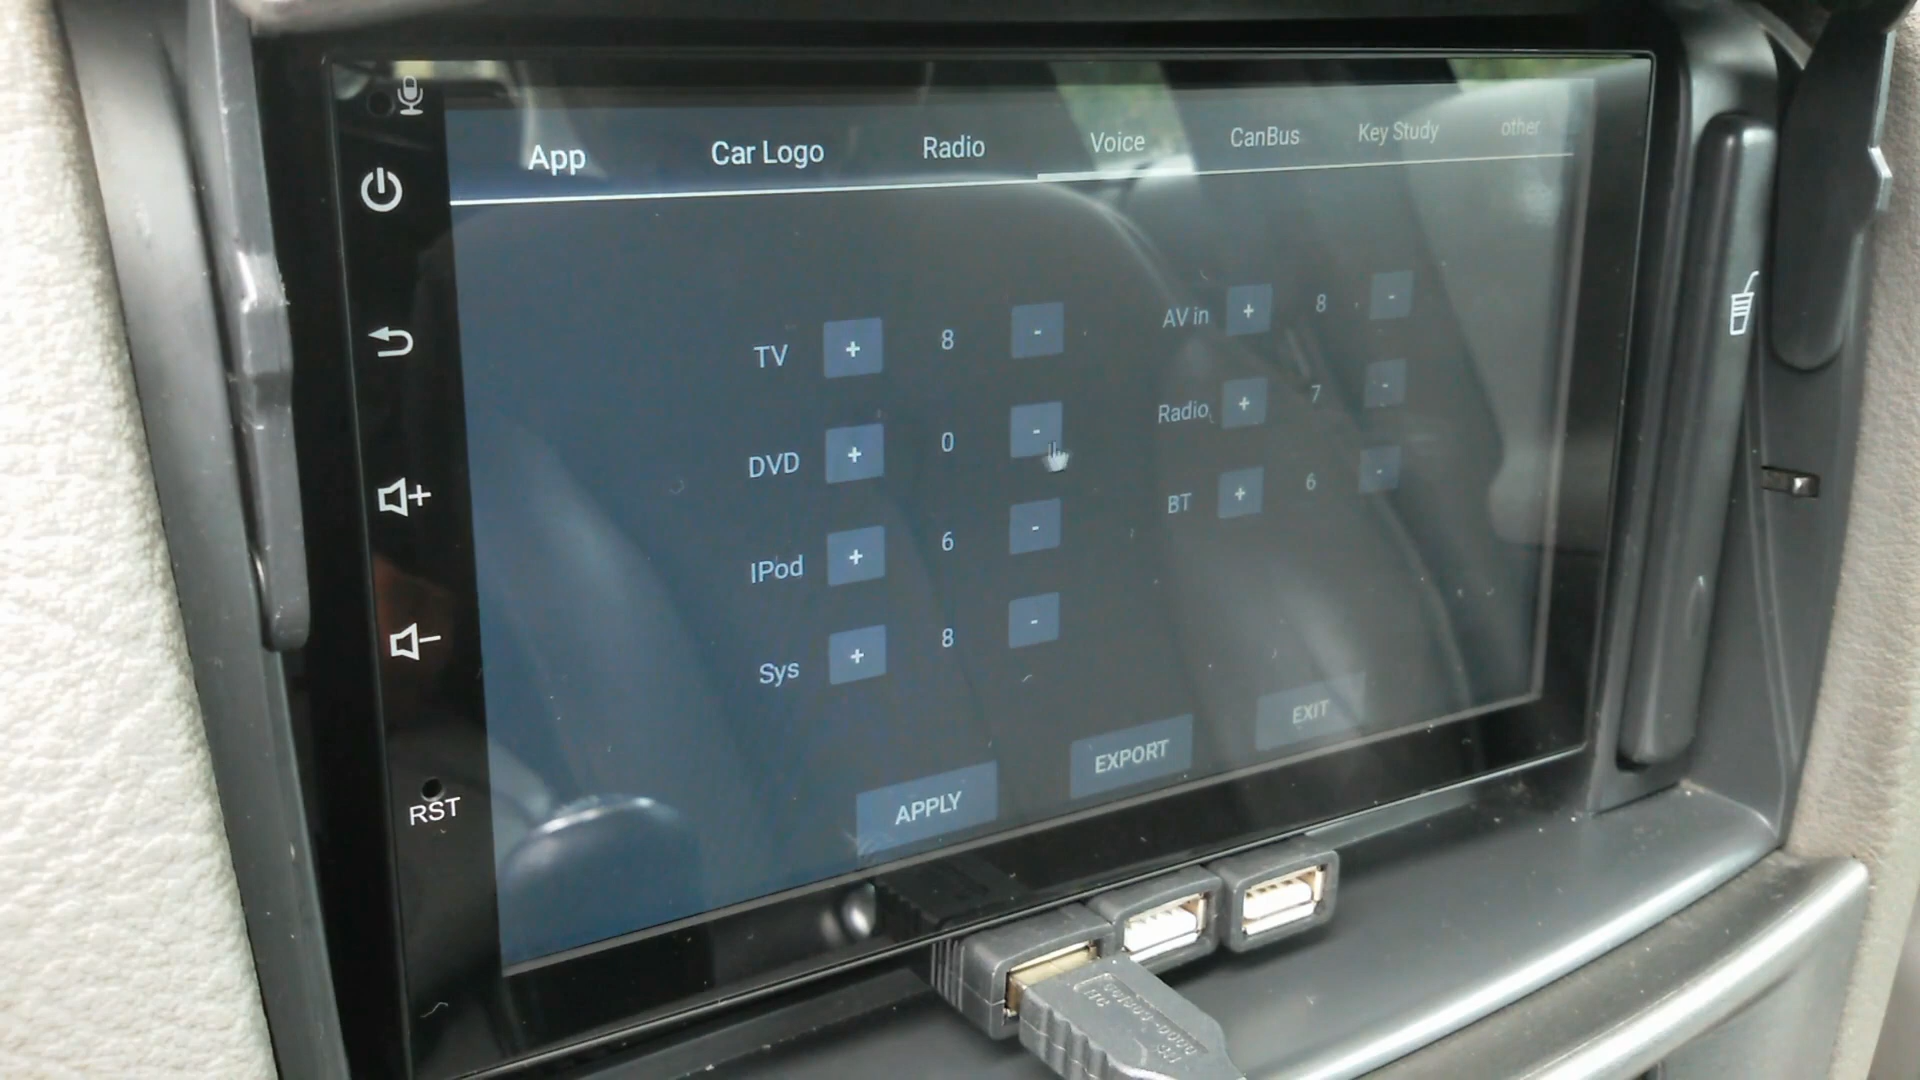 App Car Logo Radio Voice CanBus Key Study other
TV + 8 - AV in + 8 -
DVD + 0 - Radio + 7 -
IPod + 6 - BT + 6 -
Sys + 8 -
APPLY EXPORT EXIT
RST